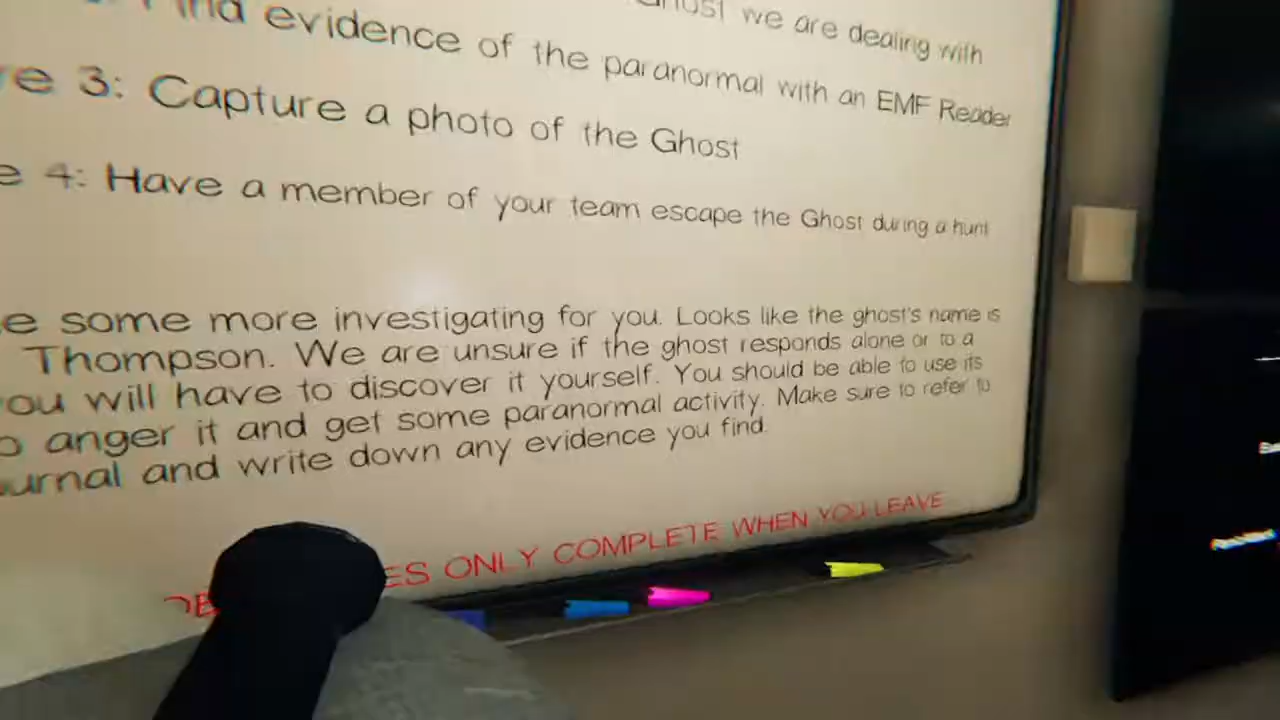 we are dealing with
Find evidence of the paranormal with an EMF Reader
3: Capture a photo of the Ghost
4: Have a member of your team escape the Ghost during a hunt
some more investigating for you. Looks like the ghost's name is
Thompson. We are unsure if the ghost responds alone or to a
you will have to discover it yourself. You should be able to use its
anger it and get some paranormal activity. Make sure to refer to
and write down any evidence you find.
ONLY COMPLETE WHEN YOU LEAVE